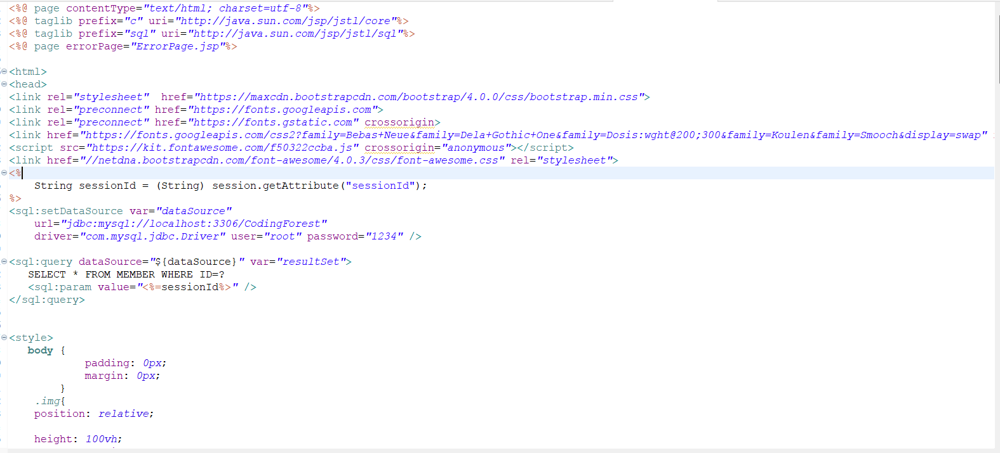 <%@ page contentType="text/html; charset=utf-8"%>
<%@ taglib prefix="c" uri="http://java.sun.com/jsp/jstl/core"%>
<%@ taglib prefix="sql" uri="http://java.sun.com/jsp/jstl/sql"%>
<%@ page errorPage="ErrorPage.jsp"%>
<html>
<head>
<link rel="stylesheet"  href="https://maxcdn.bootstrapcdn.com/bootstrap/4.0.0/css/bootstrap.min.css">
<link rel="preconnect" href="https://fonts.googleapis.com">
<link rel="preconnect" href="https://fonts.gstatic.com" crossorigin>
<link href="https://fonts.googleapis.com/css2?family=Bebas+Neue&family=Dela+Gothic+One&family=Dosis:wght@200;300&family=Koulen&family=Smooch&display=swap"
<script src="https://kit.fontawesome.com/f50322ccba.js" crossorigin="anonymous"></script>
<link href="//netdna.bootstrapcdn.com/font-awesome/4.0.3/css/font-awesome.css" rel="stylesheet">
<%
    String sessionId = (String) session.getAttribute("sessionId");
%>
<sql:setDataSource var="dataSource"
    url="jdbc:mysql://localhost:3306/CodingForest"
    driver="com.mysql.jdbc.Driver" user="root" password="1234" />
<sql:query dataSource="${dataSource}" var="resultSet">
   SELECT * FROM MEMBER WHERE ID=?
   <sql:param value="<%=sessionId%>" />
</sql:query>
<style>
   body {
            padding: 0px;
            margin: 0px;
        }
    .img{
    position: relative;
    height: 100vh;